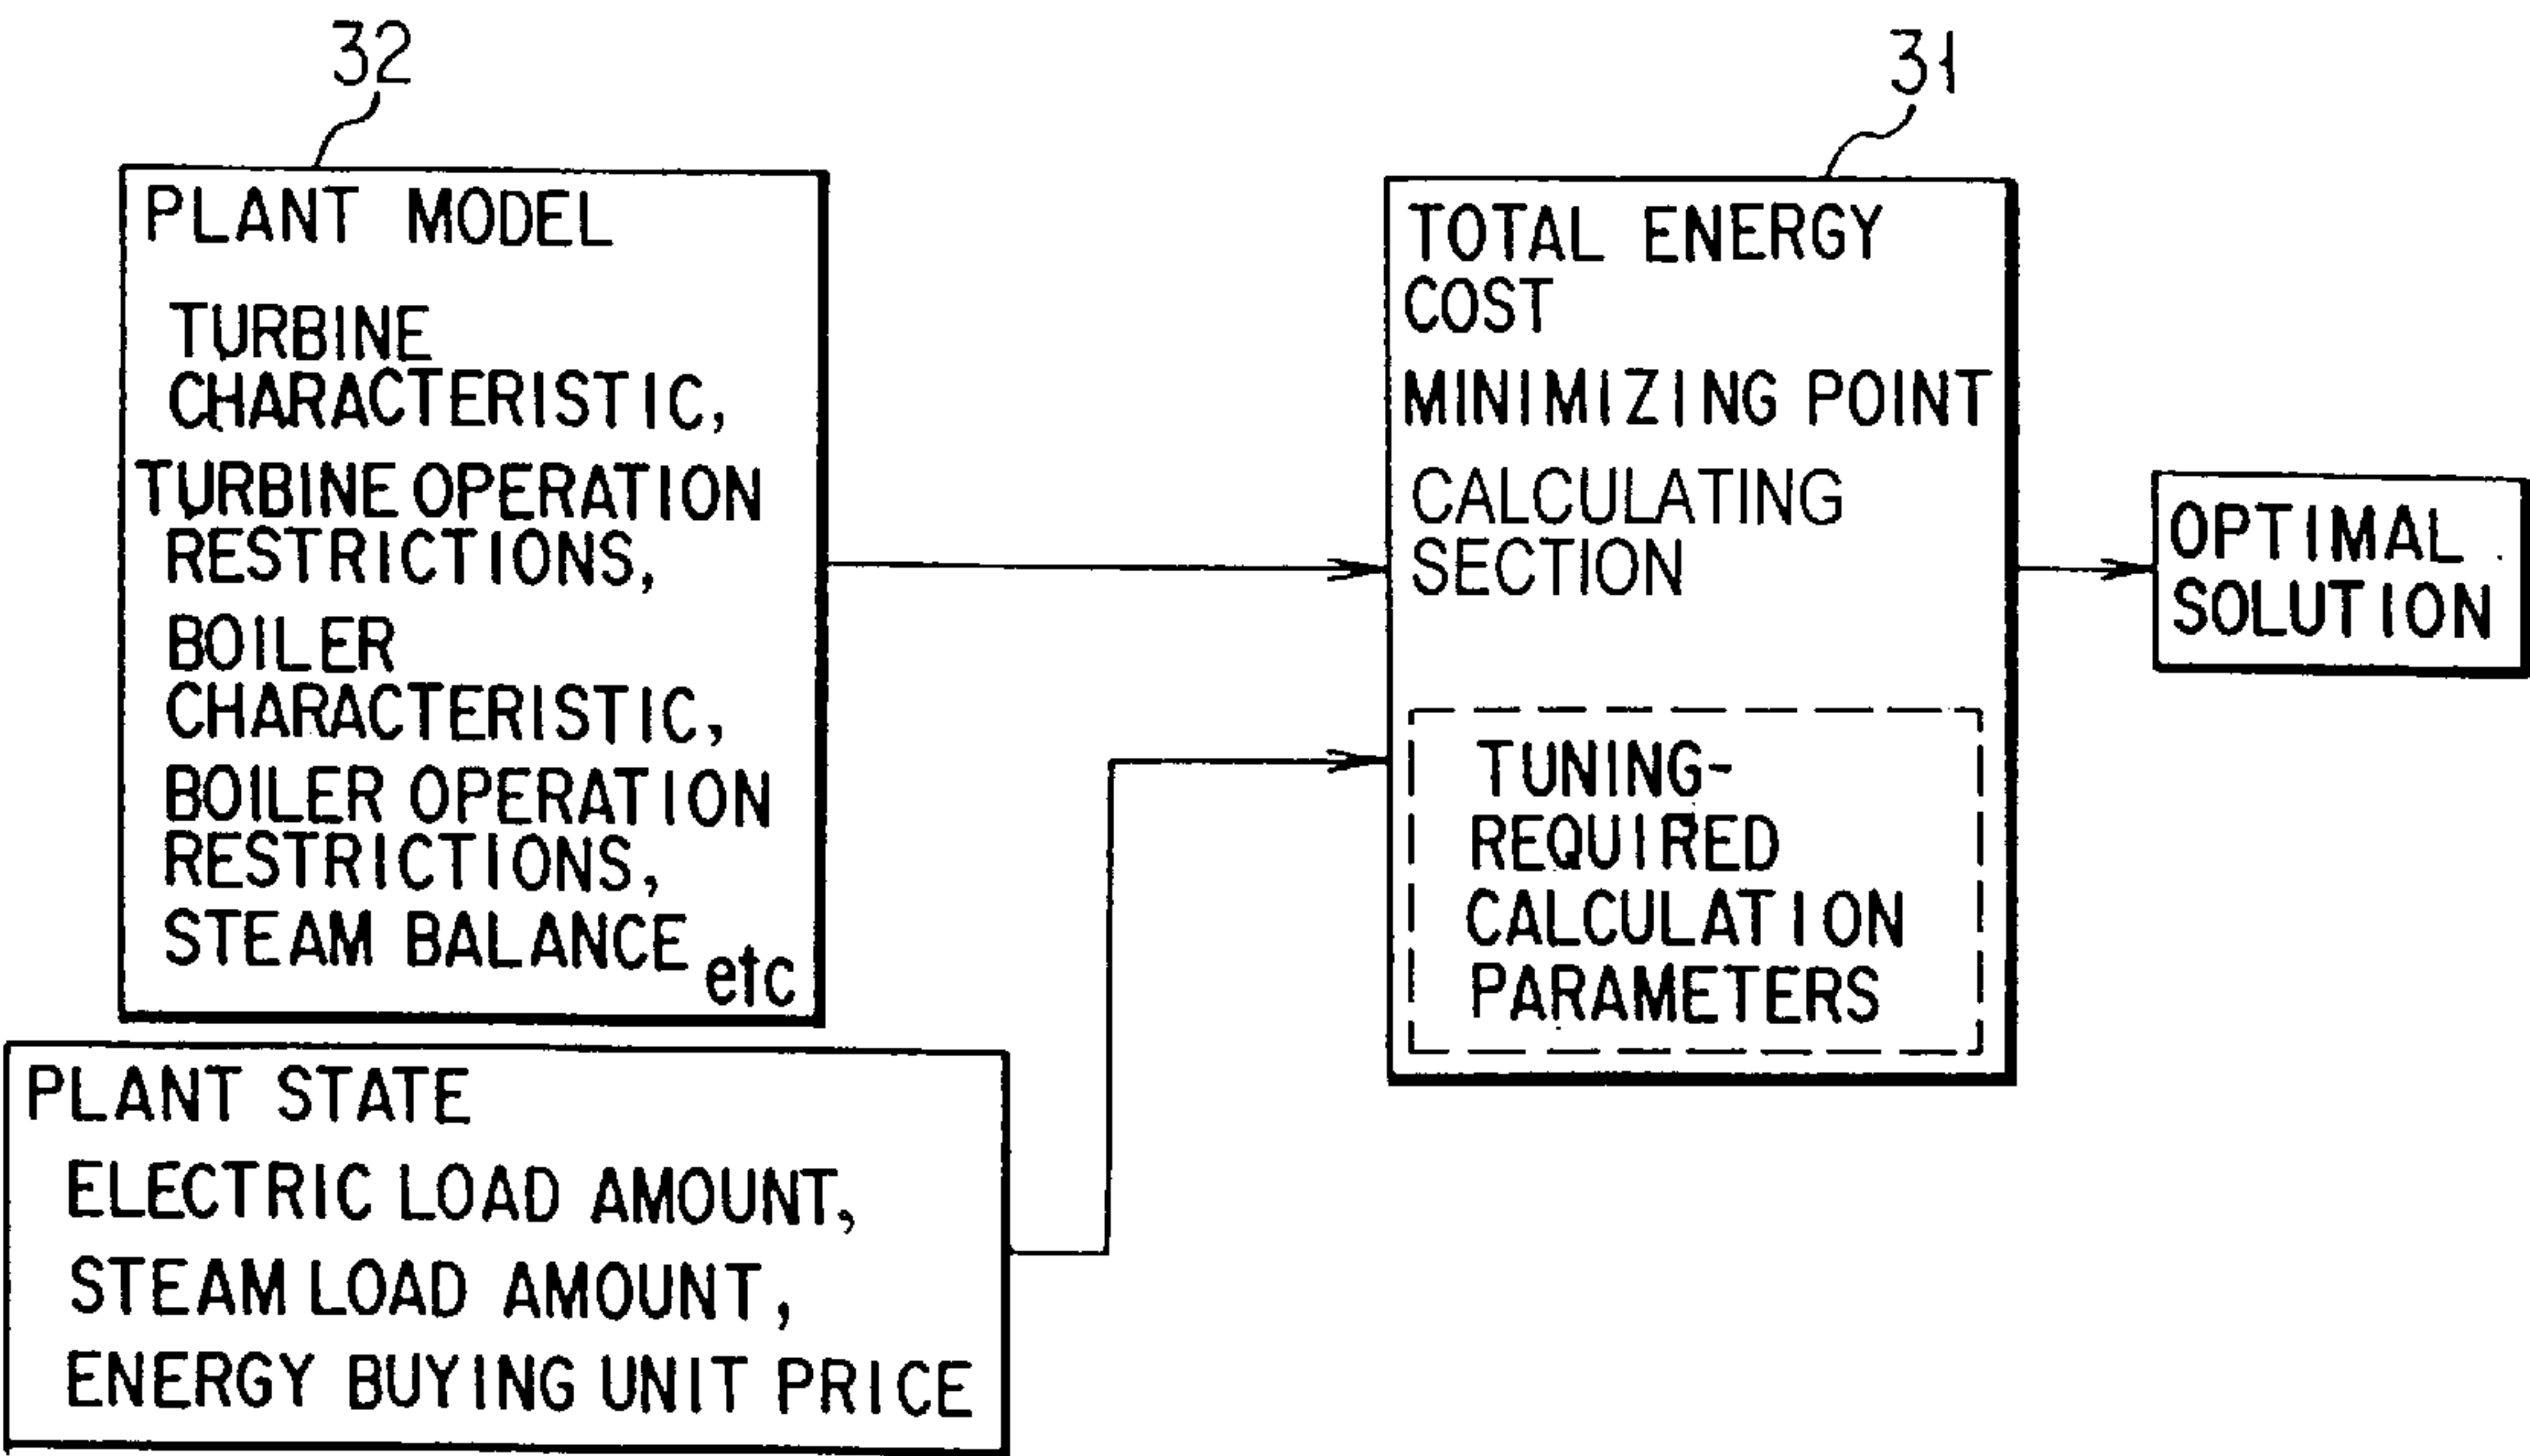 32
PLANT MODEL
TURBINE
CHARACTERISTIC,
TURBINE OPERATION
RESTRICTIONS,
BOILER
CHARACTERISTIC,
BOILER OPERATION
RESTRICTIONS,
STEAM BALANCE etc
PLANT STATE
ELECTRIC LOAD AMOUNT,
STEAM LOAD AMOUNT,
ENERGY BUYING UNIT PRICE
31
TOTAL ENERGY
COST
MINIMIZING POINT
CALCULATING
SECTION
TUNING-
REQUIRED
CALCULATION
PARAMETERS
OPTIMAL
SOLUTION